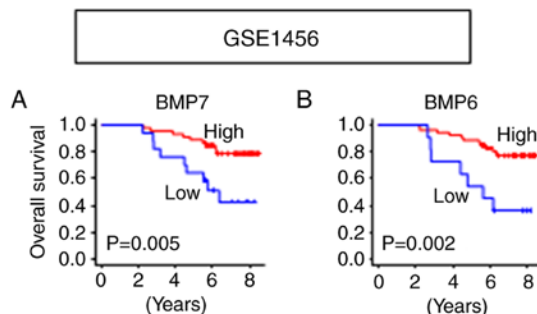 GSE1456
A
BMP7
Overall survival
1.0
0.8
0.6
0.4
0.2
0.0
High
Low
P=0.005
0 2 4 6 8
(Years)
B
BMP6
1.0
0.8
0.6
0.4
0.2
0.0
High
Low
P=0.002
0 2 4 6 8
(Years)